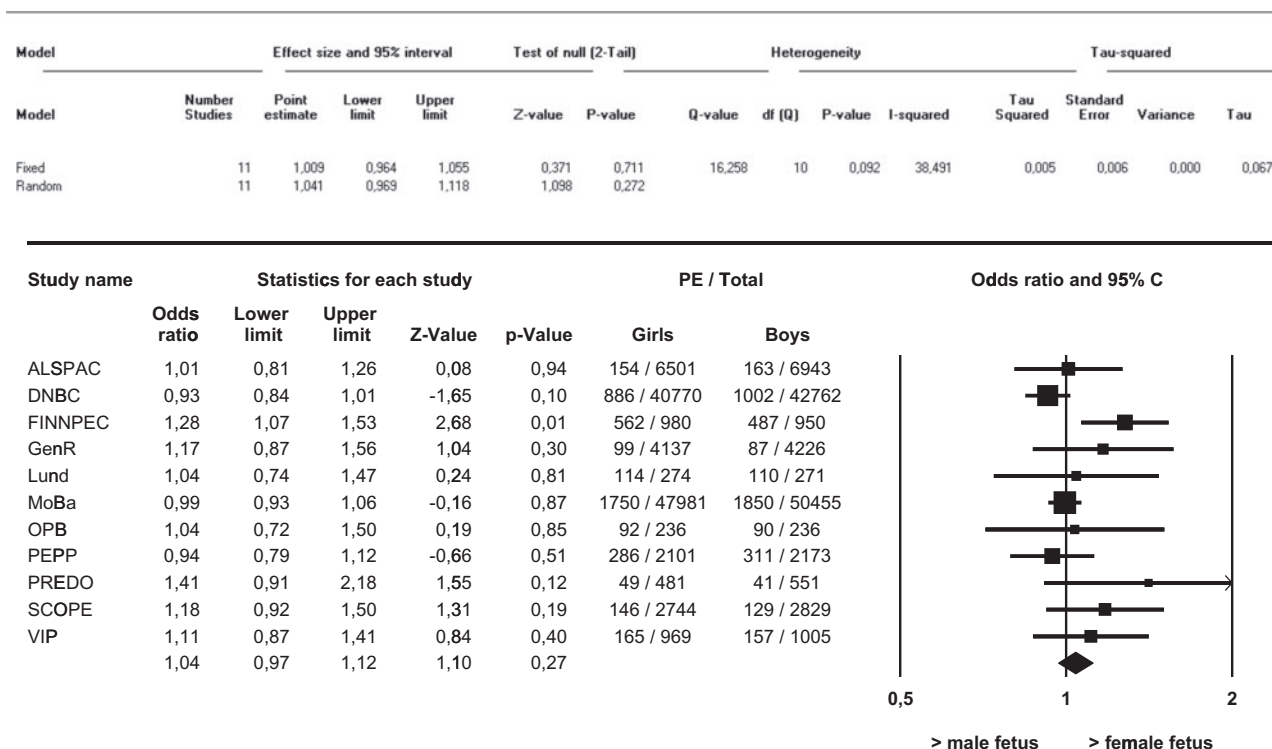 Model Effect size and 95% interval Test of null (2-Tail) Heterogeneity Tau-squared
Model Number Studies Point estimate Lower limit Upper limit Z-value P-value Q-value df (Q) P-value I-squared Tau Squared Standard Error Variance Tau
Fixed 11 1,009 0,964 1,055 0,371 0,711 16,258 10 0,092 38,491 0,005 0,006 0,000 0,067
Random 11 1,041 0,969 1,118 1,098 0,272
Study name Statistics for each study PE / Total Odds ratio and 95% C
Odds ratio Lower limit Upper limit Z-Value p-Value Girls Boys
ALSPAC 1,01 0,81 1,26 0,08 0,94 154 / 6501 163 / 6943
DNBC 0,93 0,84 1,01 -1,65 0,10 886 / 40770 1002 / 42762
FINNPEC 1,28 1,07 1,53 2,68 0,01 562 / 980 487 / 950
GenR 1,17 0,87 1,56 1,04 0,30 99 / 4137 87 / 4226
Lund 1,04 0,74 1,47 0,24 0,81 114 / 274 110 / 271
MoBa 0,99 0,93 1,06 -0,16 0,87 1750 / 47981 1850 / 50455
OPB 1,04 0,72 1,50 0,19 0,85 92 / 236 90 / 236
PEPP 0,94 0,79 1,12 -0,66 0,51 286 / 2101 311 / 2173
PREDO 1,41 0,91 2,18 1,55 0,12 49 / 481 41 / 551
SCOPE 1,18 0,92 1,50 1,31 0,19 146 / 2744 129 / 2829
VIP 1,11 0,87 1,41 0,84 0,40 165 / 969 157 / 1005
1,04 0,97 1,12 1,10 0,27
0,5 1 2
> male fetus > female fetus